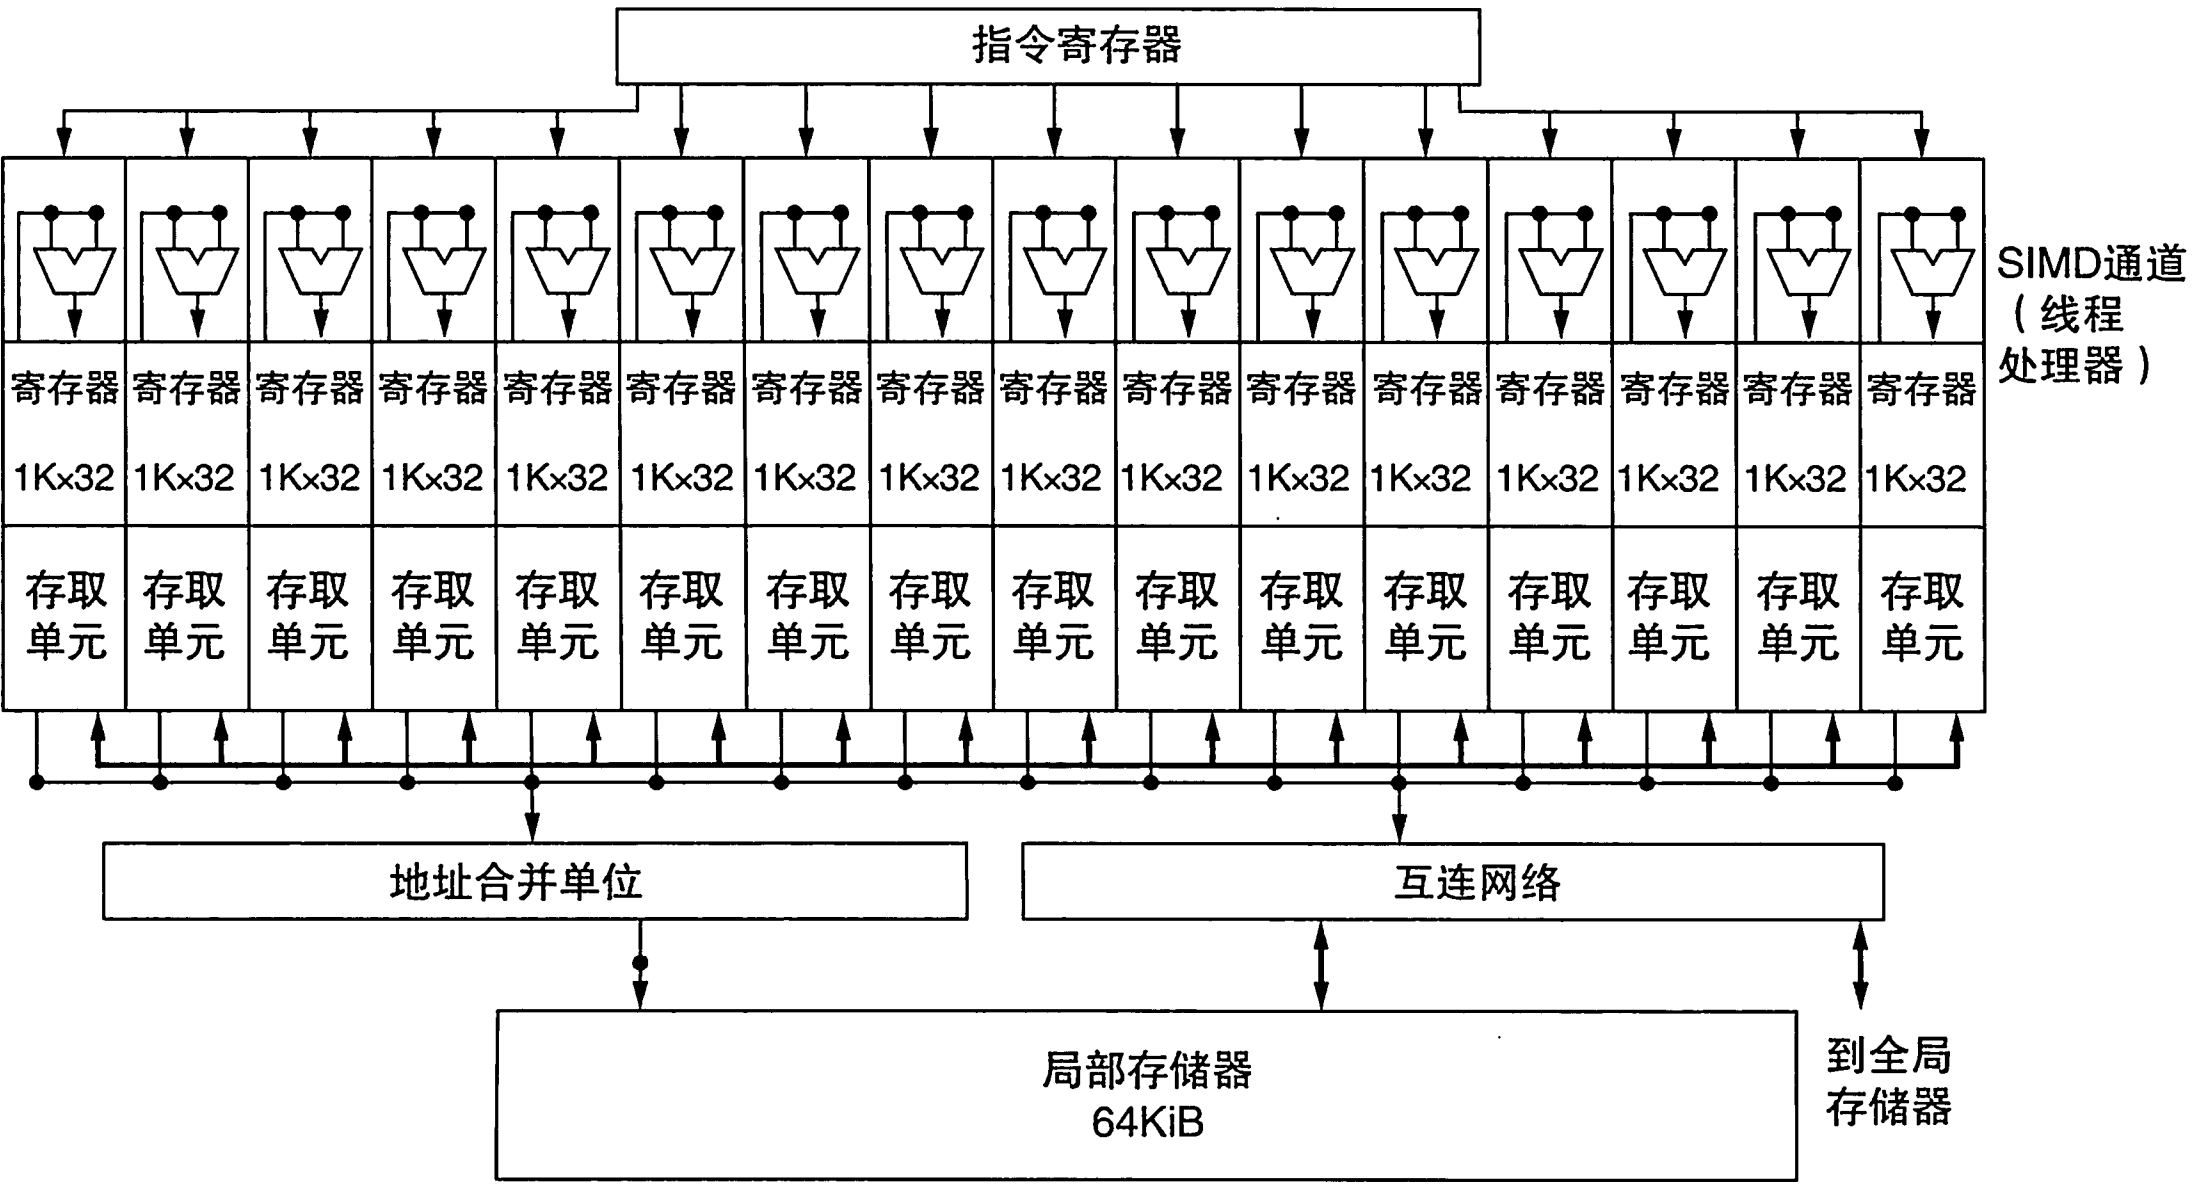 指令寄存器
SIMD通道
（线程
处理器）
寄存器 寄存器 寄存器 寄存器 寄存器 寄存器 寄存器 寄存器 寄存器 寄存器 寄存器 寄存器 寄存器 寄存器 寄存器 寄存器
1K×32 1K×32 1K×32 1K×32 1K×32 1K×32 1K×32 1K×32 1K×32 1K×32 1K×32 1K×32 1K×32 1K×32 1K×32 1K×32
存取 存取 存取 存取 存取 存取 存取 存取 存取 存取 存取 存取 存取 存取 存取 存取
单元 单元 单元 单元 单元 单元 单元 单元 单元 单元 单元 单元 单元 单元 单元 单元
地址合并单位 互连网络
局部存储器
64KiB
到全局
存储器